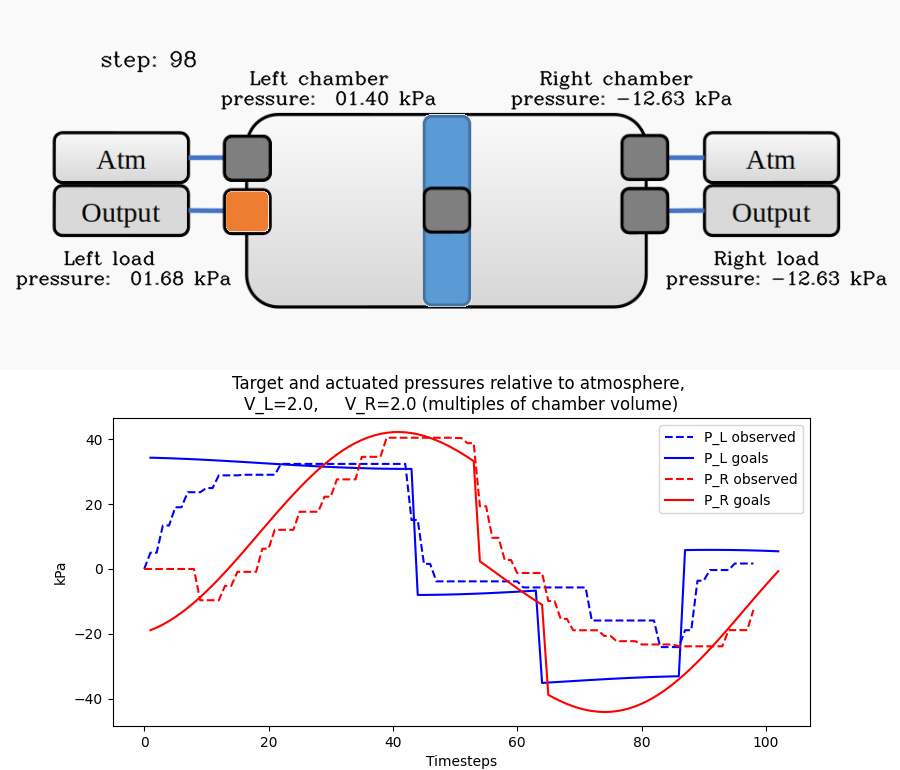 step: 98
Left chamber
pressure:  01.40 kPa
Right chamber
pressure: −12.63 kPa
Atm
Output
Atm
Output
Left load
pressure:  01.68 kPa
Right load
pressure: −12.63 kPa
Target and actuated pressures relative to atmosphere,
V_L=2.0,     V_R=2.0 (multiples of chamber volume)
P_L observed
P_L goals
P_R observed
P_R goals
kPa
40
20
0
−20
−40
0 20 40 60 80 100
Timesteps